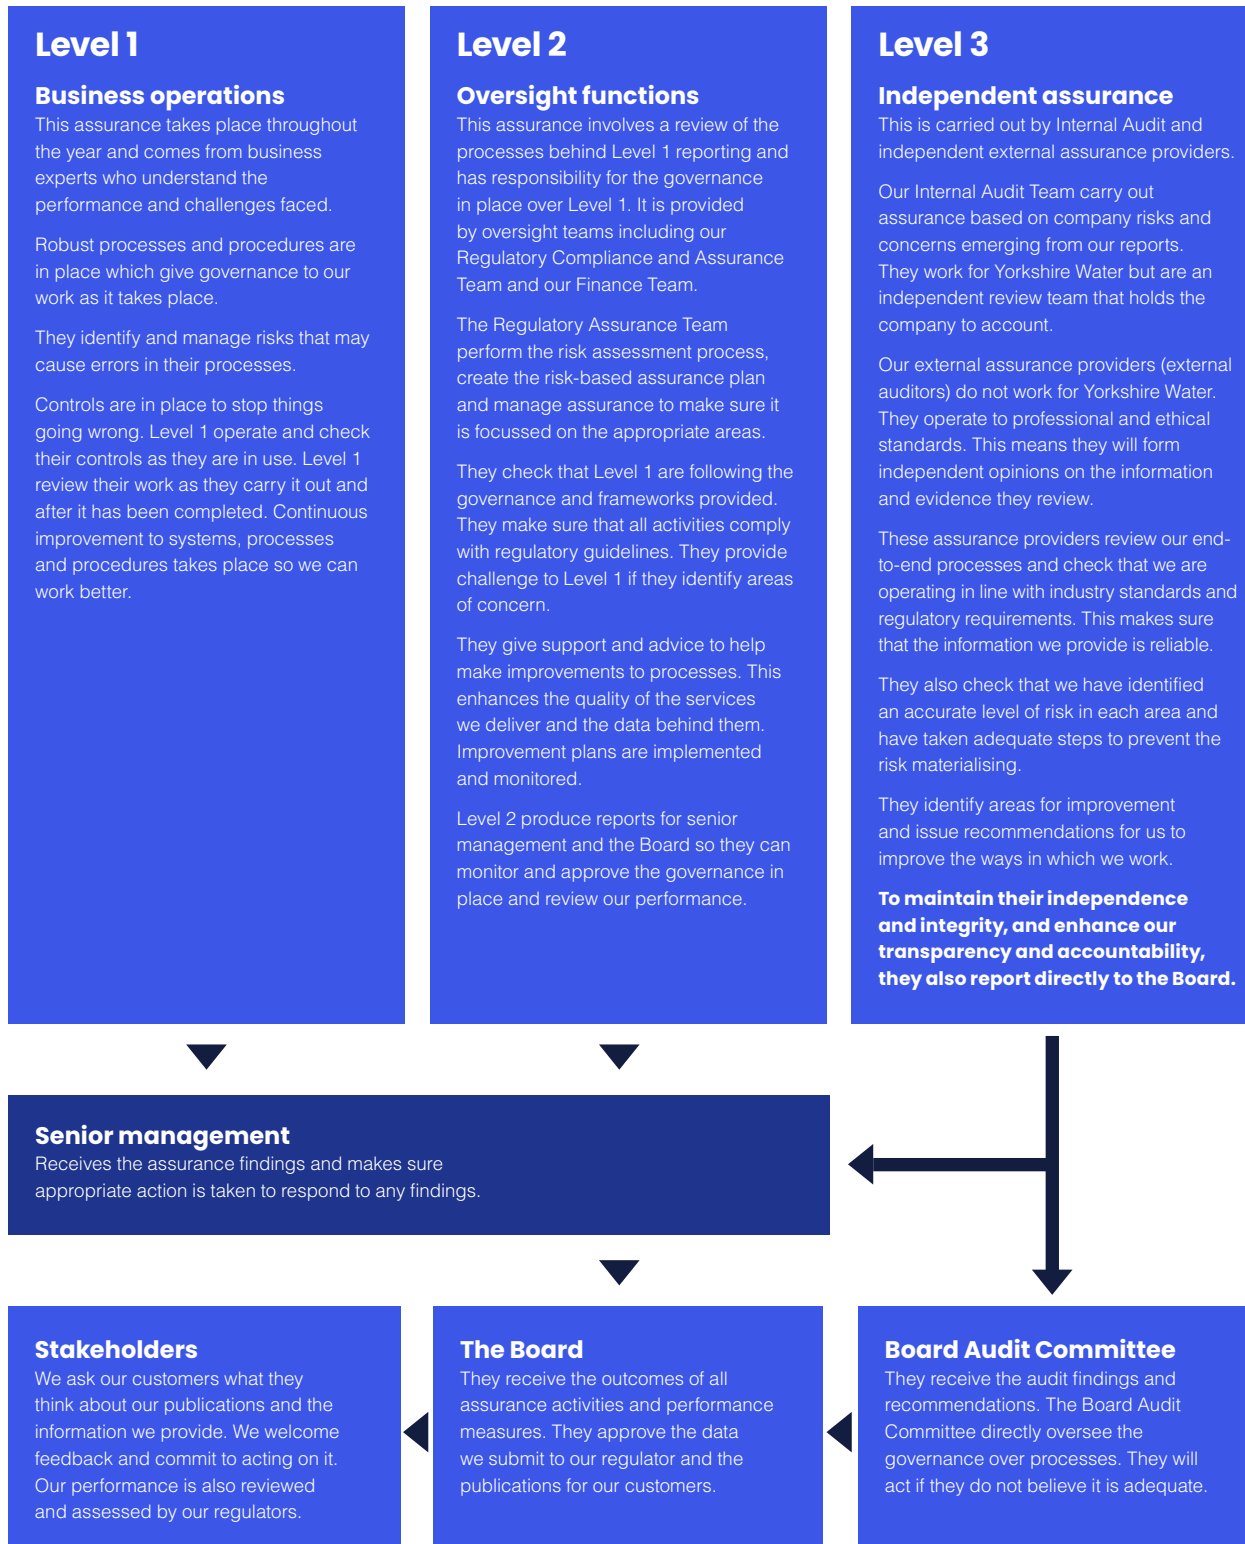 Level 1
Business operations
This assurance takes place throughout
the year and comes from business
experts who understand the
performance and challenges faced.
Robust processes and procedures are
in place which give governance to our
work as it takes place.
They identify and manage risks that may
cause errors in their processes.
Controls are in place to stop things
going wrong. Level 1 operate and check
their controls as they are in use. Level 1
review their work as they carry it out and
after it has been completed. Continuous
improvement to systems, processes
and procedures takes place so we can
work better.
Level 2
Oversight functions
This assurance involves a review of the
processes behind Level 1 reporting and
has responsibility for the governance
in place over Level 1. It is provided
by oversight teams including our
Regulatory Compliance and Assurance
Team and our Finance Team.
The Regulatory Assurance Team
perform the risk assessment process,
create the risk-based assurance plan
and manage assurance to make sure it
is focussed on the appropriate areas.
They check that Level 1 are following the
governance and frameworks provided.
They make sure that all activities comply
with regulatory guidelines. They provide
challenge to Level 1 if they identify areas
of concern.
They give support and advice to help
make improvements to processes. This
enhances the quality of the services
we deliver and the data behind them.
Improvement plans are implemented
and monitored.
Level 2 produce reports for senior
management and the Board so they can
monitor and approve the governance in
place and review our performance.
Level 3
Independent assurance
This is carried out by Internal Audit and
independent external assurance providers.
Our Internal Audit Team carry out
assurance based on company risks and
concerns emerging from our reports.
They work for Yorkshire Water but are an
independent review team that holds the
company to account.
Our external assurance providers (external
auditors) do not work for Yorkshire Water.
They operate to professional and ethical
standards. This means they will form
independent opinions on the information
and evidence they review.
These assurance providers review our end-
to-end processes and check that we are
operating in line with industry standards and
regulatory requirements. This makes sure
that the information we provide is reliable.
They also check that we have identified
an accurate level of risk in each area and
have taken adequate steps to prevent the
risk materialising.
They identify areas for improvement
and issue recommendations for us to
improve the ways in which we work.
To maintain their independence
and integrity, and enhance our
transparency and accountability,
they also report directly to the Board.
Senior management
Receives the assurance findings and makes sure
appropriate action is taken to respond to any findings.
Stakeholders
We ask our customers what they
think about our publications and the
information we provide. We welcome
feedback and commit to acting on it.
Our performance is also reviewed
and assessed by our regulators.
The Board
They receive the outcomes of all
assurance activities and performance
measures. They approve the data
we submit to our regulator and the
publications for our customers.
Board Audit Committee
They receive the audit findings and
recommendations. The Board Audit
Committee directly oversee the
governance over processes. They will
act if they do not believe it is adequate.